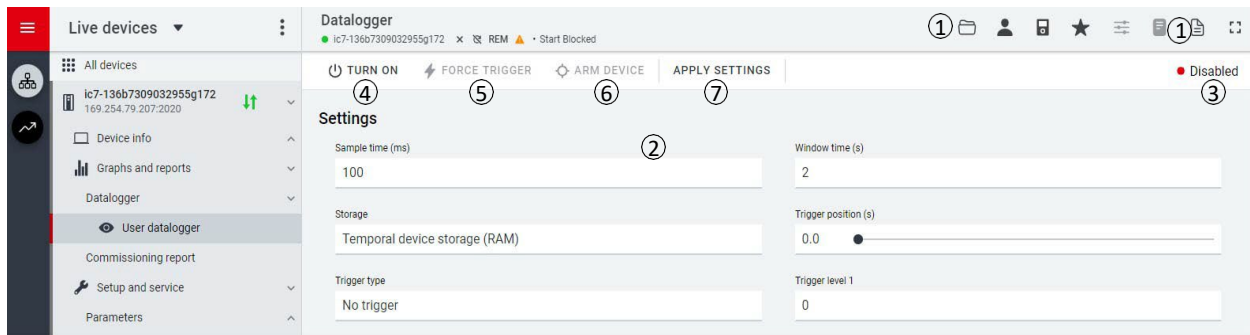 Live devices
Datalogger
ic7-136b7309032955g172 REM • Start Blocked
1
1
All devices
ic7-136b7309032955g172
169.254.79.207:2020
Device info
Graphs and reports
Datalogger
User datalogger
Commissioning report
Setup and service
Parameters
TURN ON FORCE TRIGGER ARM DEVICE APPLY SETTINGS Disabled
4 5 6 7 3
Settings
2
Sample time (ms) Window time (s)
100 2
Storage Trigger position (s)
Temporal device storage (RAM) 0.0
Trigger type Trigger level 1
No trigger 0